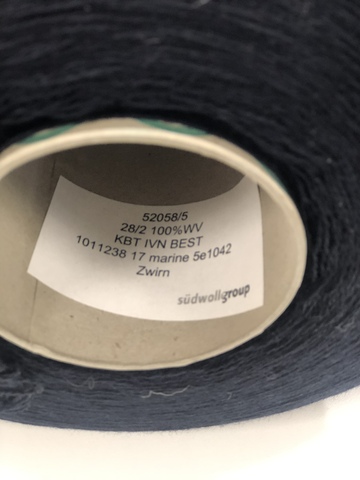 52058/5
28/2 100%WV
KBT IVN BEST
1011238 17 marine 5e1042
Zwirn
südwollgroup